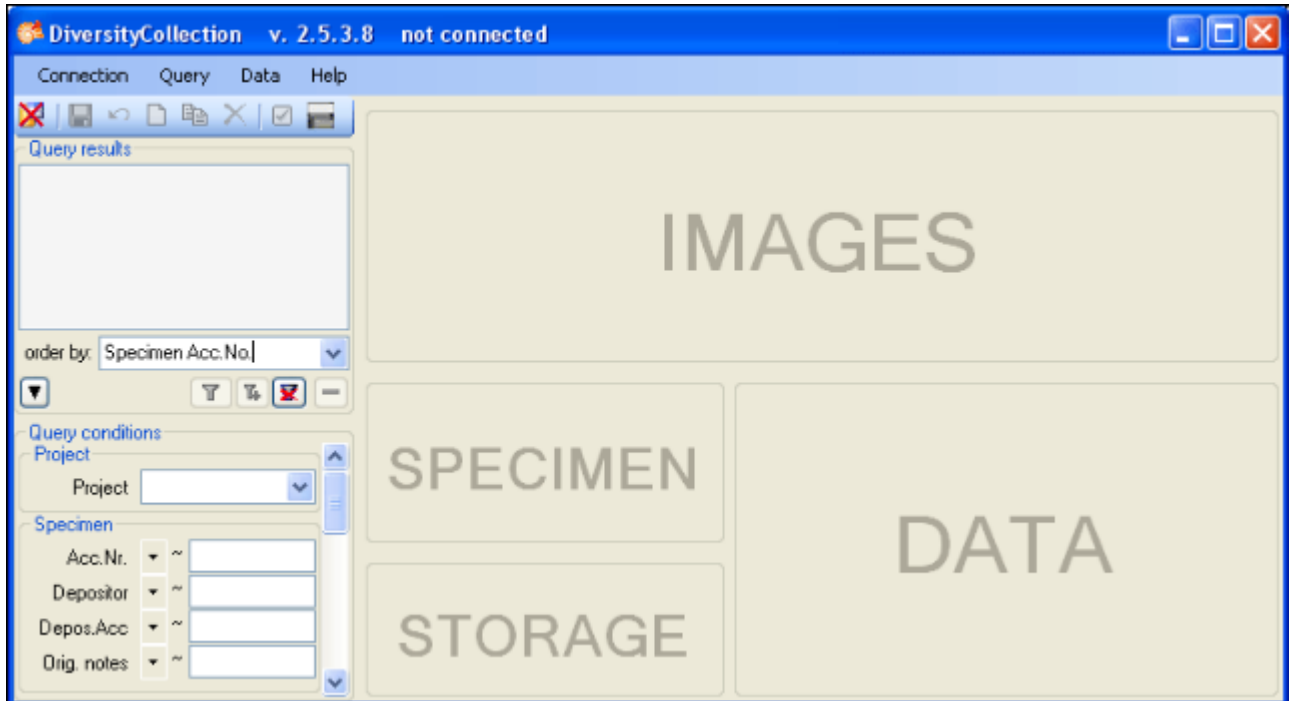 DiversityCollection v. 2.5.3.8 not connected
Connection Query Data Help
Query results
order by: Specimen Acc.No.
Query conditions
Project
Project
Specimen
Acc.Nr. ~
Depositor ~
Depos.Acc ~
Orig. notes ~
IMAGES
SPECIMEN
STORAGE
DATA